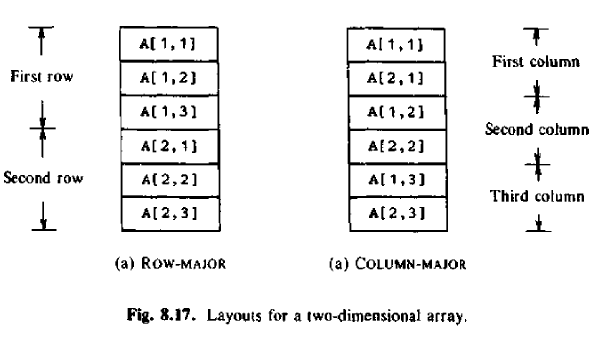 A[1,1]
A[1,2]
A[1,3]
A[2,1]
A[2,2]
A[2,3]
First row
Second row
(a) ROW-MAJOR
A[1,1]
A[2,1]
A[1,2]
A[2,2]
A[1,3]
A[2,3]
First column
Second column
Third column
(a) COLUMN-MAJOR
Fig. 8.17. Layouts for a two-dimensional array.